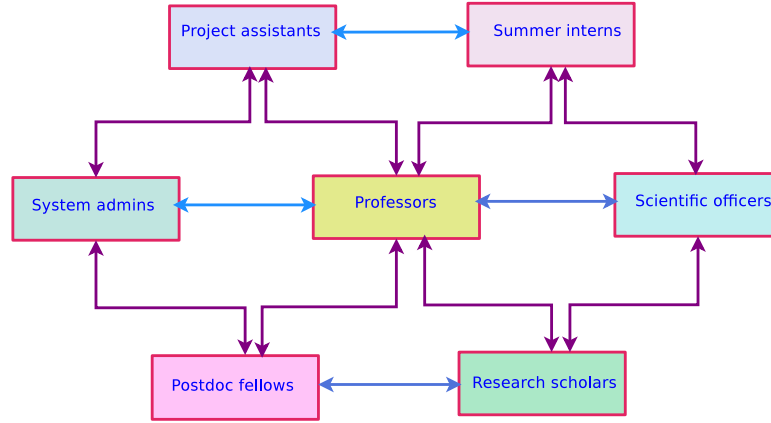 Project assistants
Summer interns
System admins
Professors
Scientific officers
Postdoc fellows
Research scholars